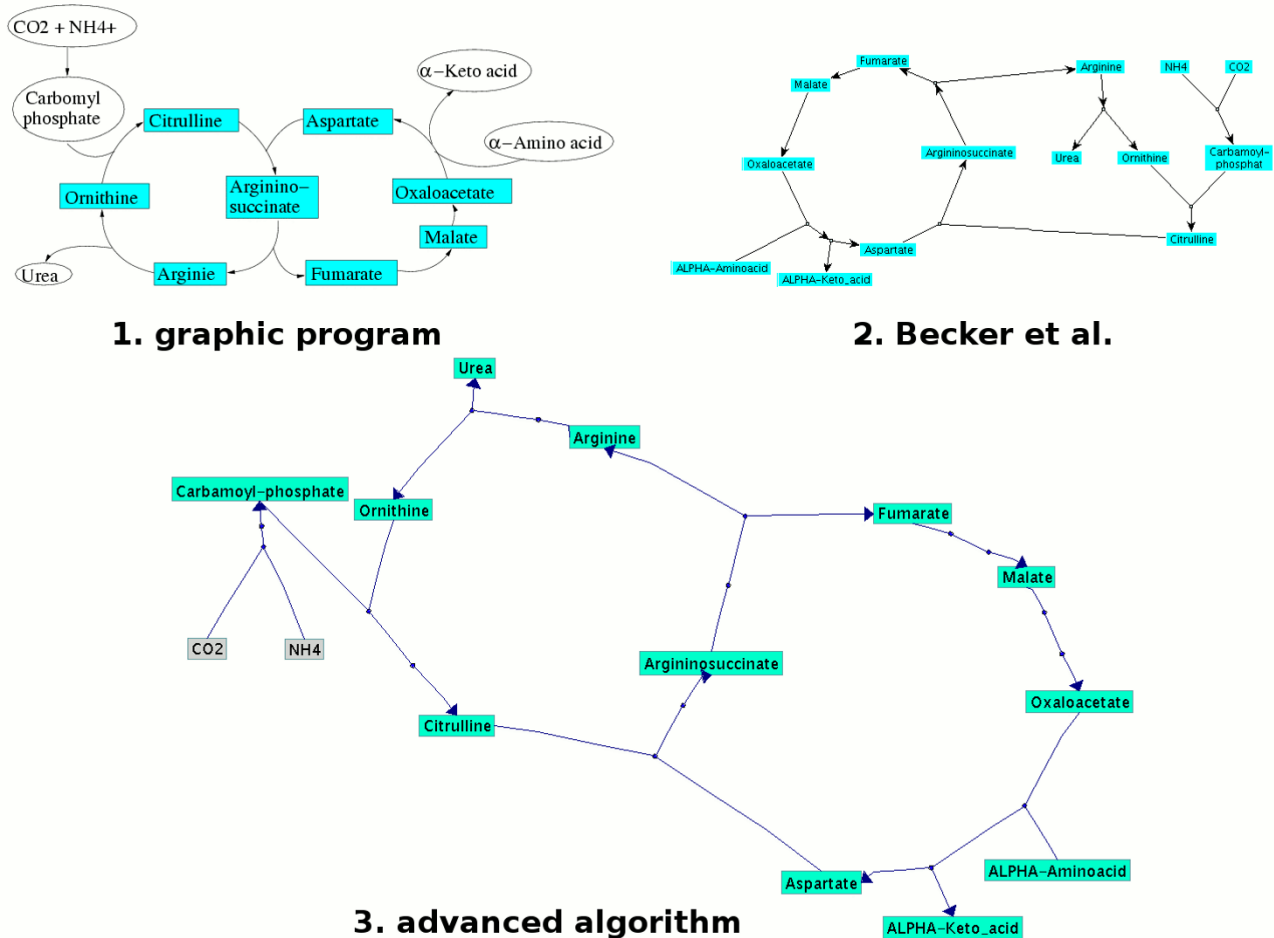 CO2 + NH4+
Carbomyl
phosphate
Citrulline
Aspartate
α−Keto acid
α−Amino acid
Ornithine
Arginino−
succinate
Oxaloacetate
Malate
Urea
Arginie
Fumarate
1. graphic program
Fumarate
Malate
Arginine
NH4
CO2
Oxaloacetate
Argininosuccinate
Urea
Ornithine
Carbamoyl-
phosphat
Aspartate
Citrulline
ALPHA-Aminoacid
ALPHA-Keto_acid
2. Becker et al.
Urea
Arginine
Carbamoyl-phosphate
Ornithine
Fumarate
Malate
CO2
NH4
Argininosuccinate
Oxaloacetate
Citrulline
ALPHA-Aminoacid
Aspartate
ALPHA-Keto_acid
3. advanced algorithm